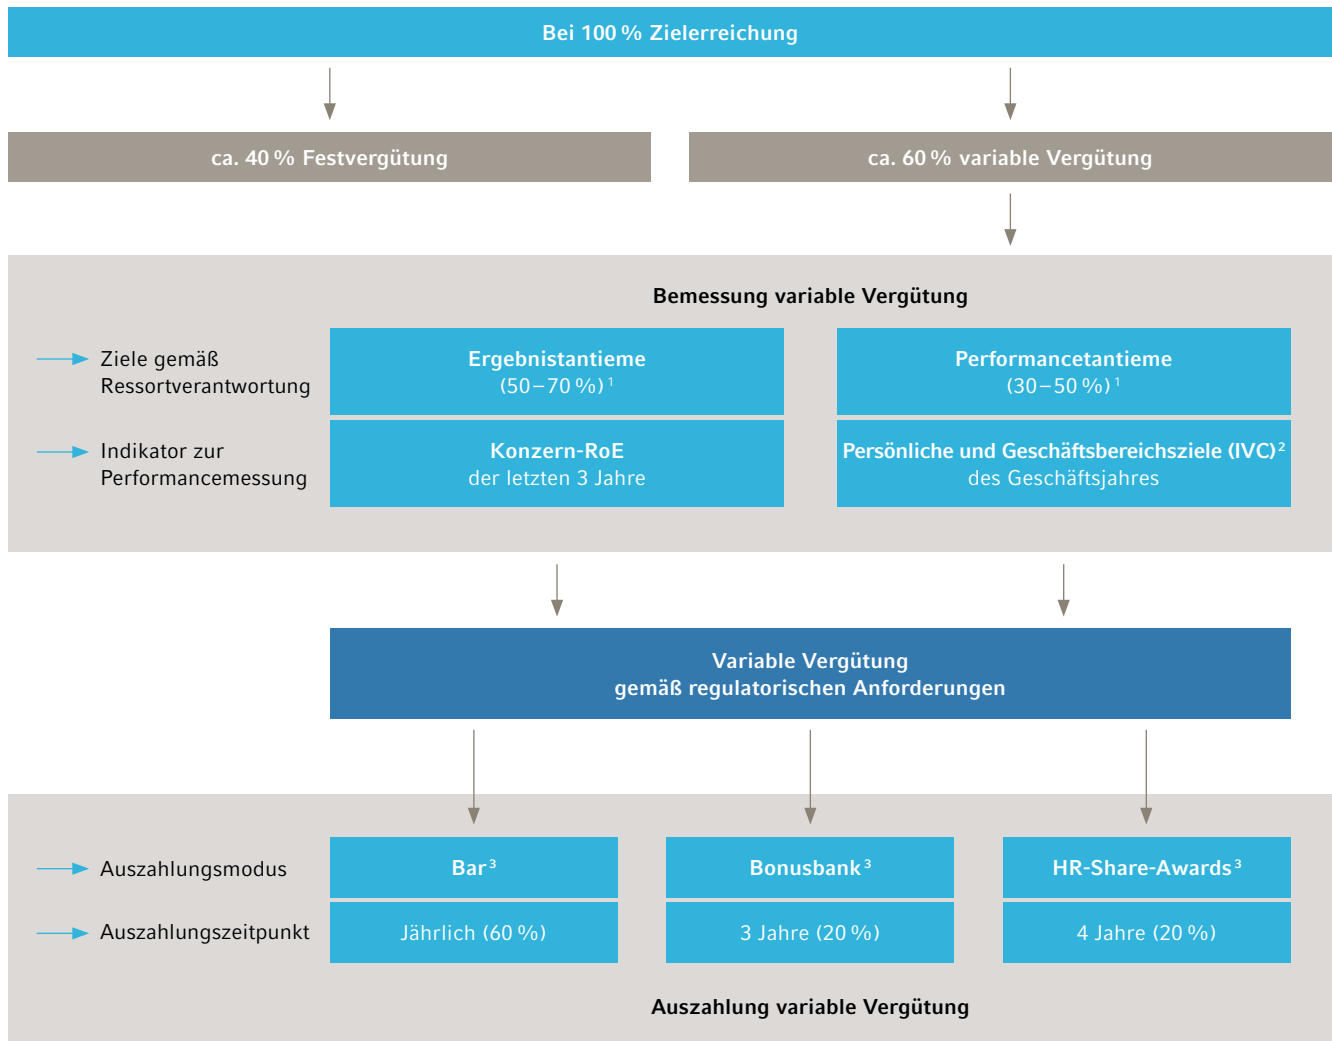 Bei 100 % Zielerreichung
ca. 40 % Festvergütung
ca. 60 % variable Vergütung
Bemessung variable Vergütung
Ziele gemäß
Ressortverantwortung
Ergebnistantieme
(50–70 %) ¹
Performancetantieme
(30–50 %) ¹
Indikator zur
Performancemessung
Konzern-RoE
der letzten 3 Jahre
Persönliche und Geschäftsbereichsziele (IVC) ²
des Geschäftsjahres
Variable Vergütung
gemäß regulatorischen Anforderungen
Auszahlungsmodus
Bar ³
Bonusbank ³
HR-Share-Awards ³
Auszahlungszeitpunkt
Jährlich (60 %)
3 Jahre (20 %)
4 Jahre (20 %)
Auszahlung variable Vergütung